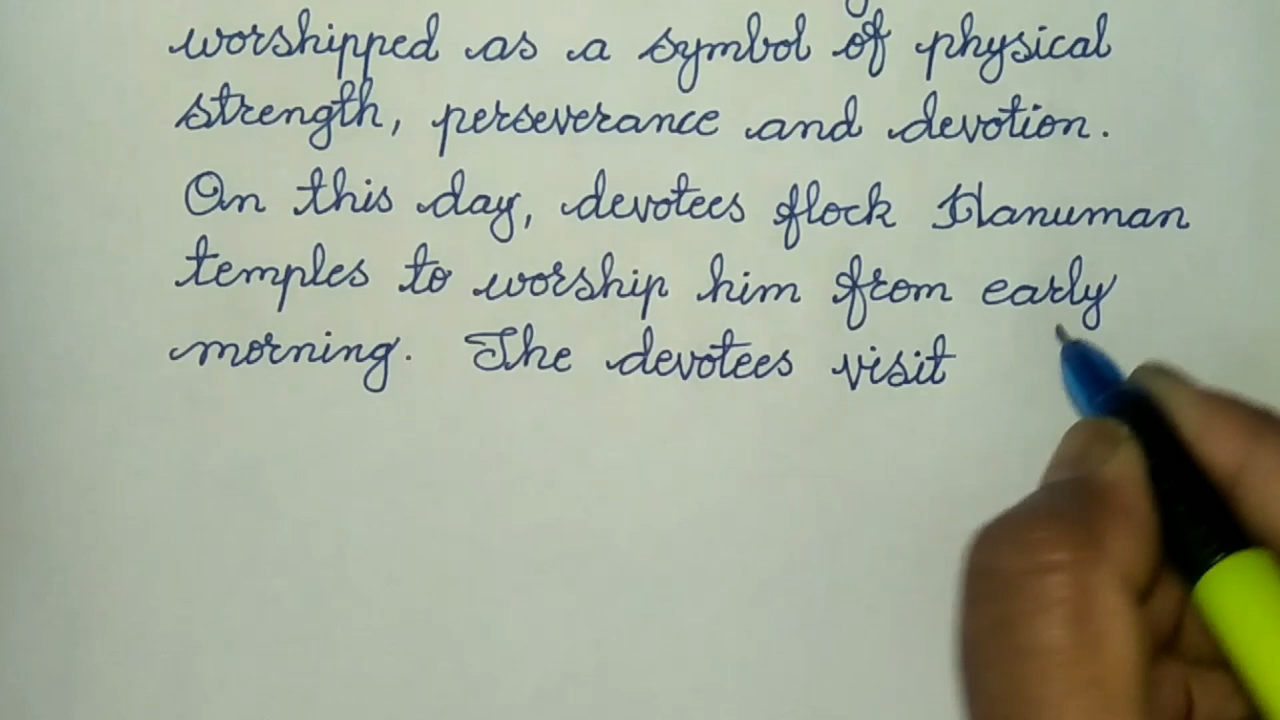 worshipped as a symbol of physical
strength, perseverance and devotion.
On this day, devotees flock Hanuman
temples to worship him from early
morning. The devotees visit